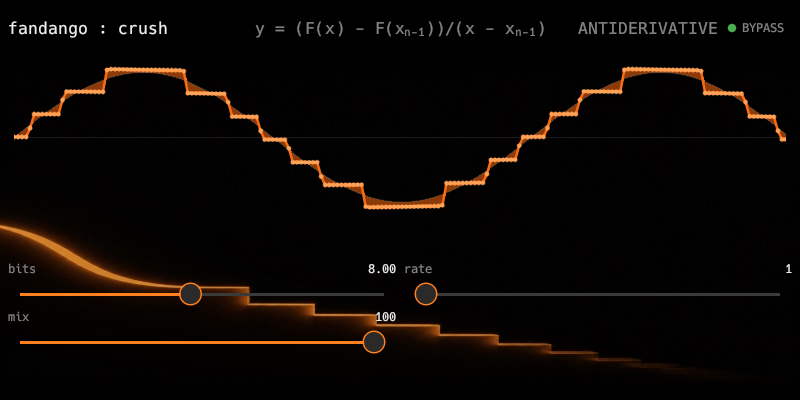 fandango : crush
y = (F(x) − F(xₙ₋₁))/(x − xₙ₋₁)
ANTIDERIVATIVE
BYPASS
bits
8.00
rate
1
mix
100